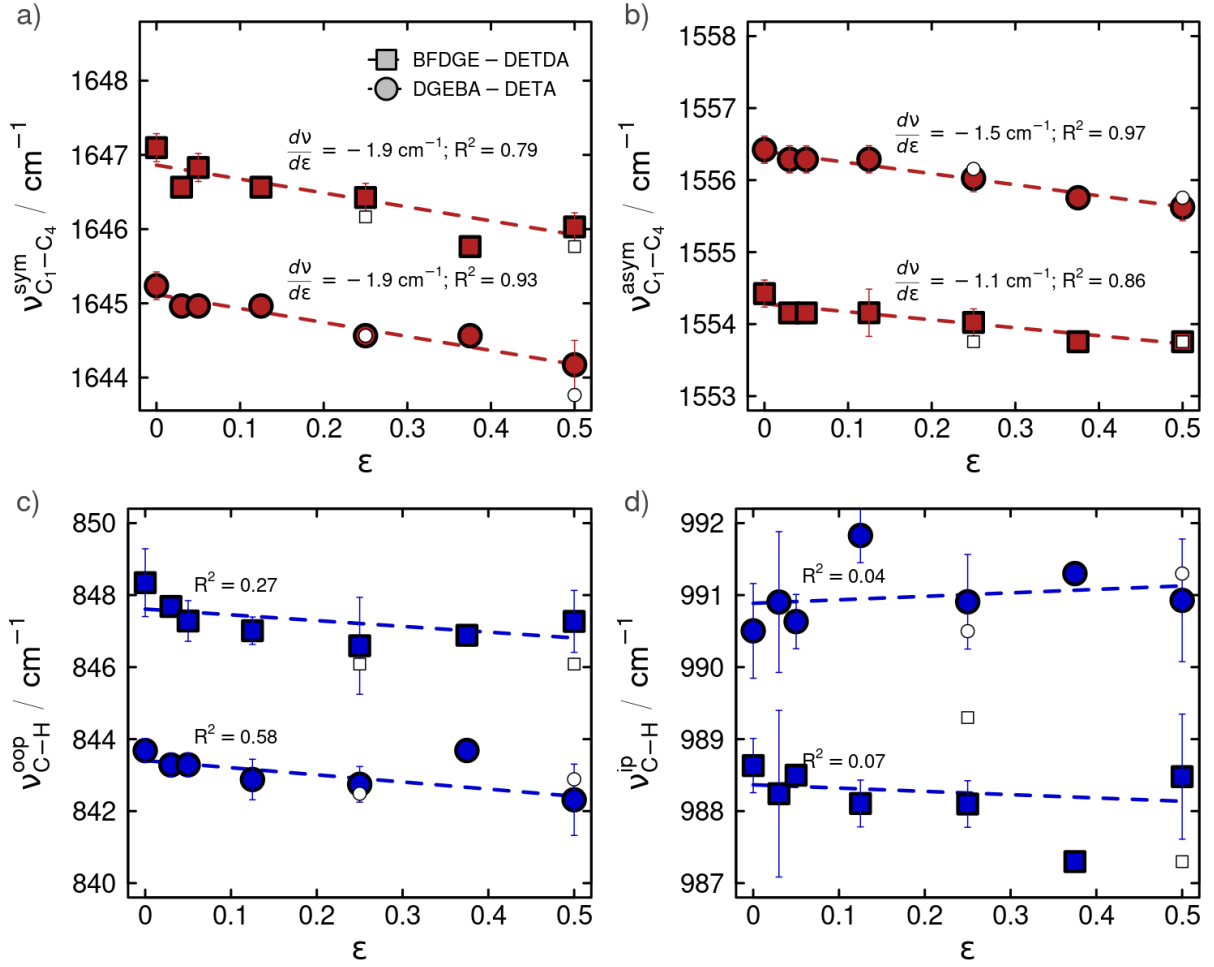 a)
BFDGE – DETDA
DGEBA – DETA
dν/dε = −1.9 cm⁻¹; R² = 0.79
dν/dε = −1.9 cm⁻¹; R² = 0.93
1648
1647
1646
1645
1644
ν^sym_C₁−C₄ / cm⁻¹
0 0.1 0.2 0.3 0.4 0.5
ε
b)
dν/dε = −1.5 cm⁻¹; R² = 0.97
dν/dε = −1.1 cm⁻¹; R² = 0.86
1558
1557
1556
1555
1554
1553
ν^asym_C₁−C₄ / cm⁻¹
0 0.1 0.2 0.3 0.4 0.5
ε
c)
R² = 0.27
R² = 0.58
850
848
846
844
842
840
ν^oop_C−H / cm⁻¹
0 0.1 0.2 0.3 0.4 0.5
ε
d)
R² = 0.04
R² = 0.07
992
991
990
989
988
987
ν^ip_C−H / cm⁻¹
0 0.1 0.2 0.3 0.4 0.5
ε